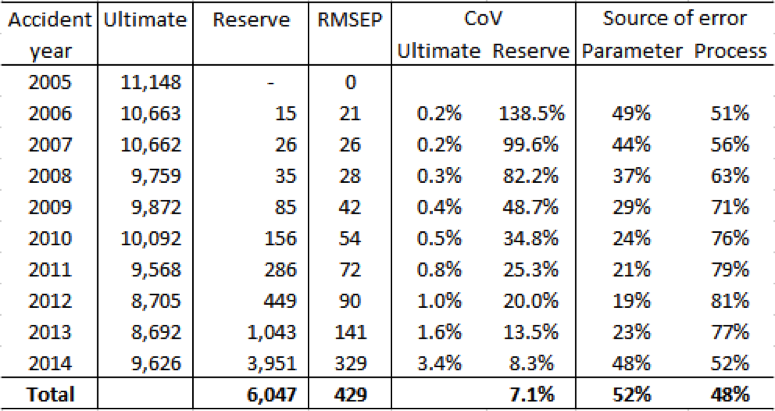 Accident Ultimate Reserve RMSEP CoV Source of error
year Ultimate Reserve Parameter Process
2005 11,148 - 0
2006 10,663 15 21 0.2% 138.5% 49% 51%
2007 10,662 26 26 0.2% 99.6% 44% 56%
2008 9,759 35 28 0.3% 82.2% 37% 63%
2009 9,872 85 42 0.4% 48.7% 29% 71%
2010 10,092 156 54 0.5% 34.8% 24% 76%
2011 9,568 286 72 0.8% 25.3% 21% 79%
2012 8,705 449 90 1.0% 20.0% 19% 81%
2013 8,692 1,043 141 1.6% 13.5% 23% 77%
2014 9,626 3,951 329 3.4% 8.3% 48% 52%
Total 6,047 429 7.1% 52% 48%